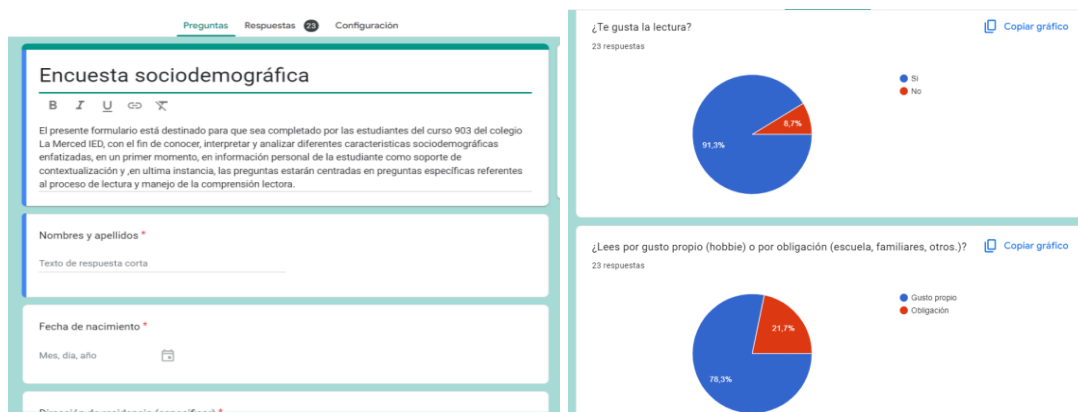 Preguntas Respuestas 23 Configuración
Encuesta sociodemográfica
B I U
El presente formulario está destinado para que sea completado por las estudiantes del curso 903 del colegio
La Merced IED, con el fin de conocer, interpretar y analizar diferentes caracteristicas sociodemográficas
enfatizadas, en un primer momento, en información personal de la estudiante como soporte de
contextualización y ,en ultima instancia, las preguntas estarán centradas en preguntas específicas referentes
al proceso de lectura y manejo de la comprensión lectora.
Nombres y apellidos *
Texto de respuesta corta
Fecha de nacimiento *
Mes, día, año
¿Te gusta la lectura?
Copiar gráfico
23 respuestas
Si
No
8,7%
91,3%
¿Lees por gusto propio (hobbie) o por obligación (escuela, familiares, otros.)?
Copiar gráfico
23 respuestas
Gusto propio
Obligación
21,7%
78,3%